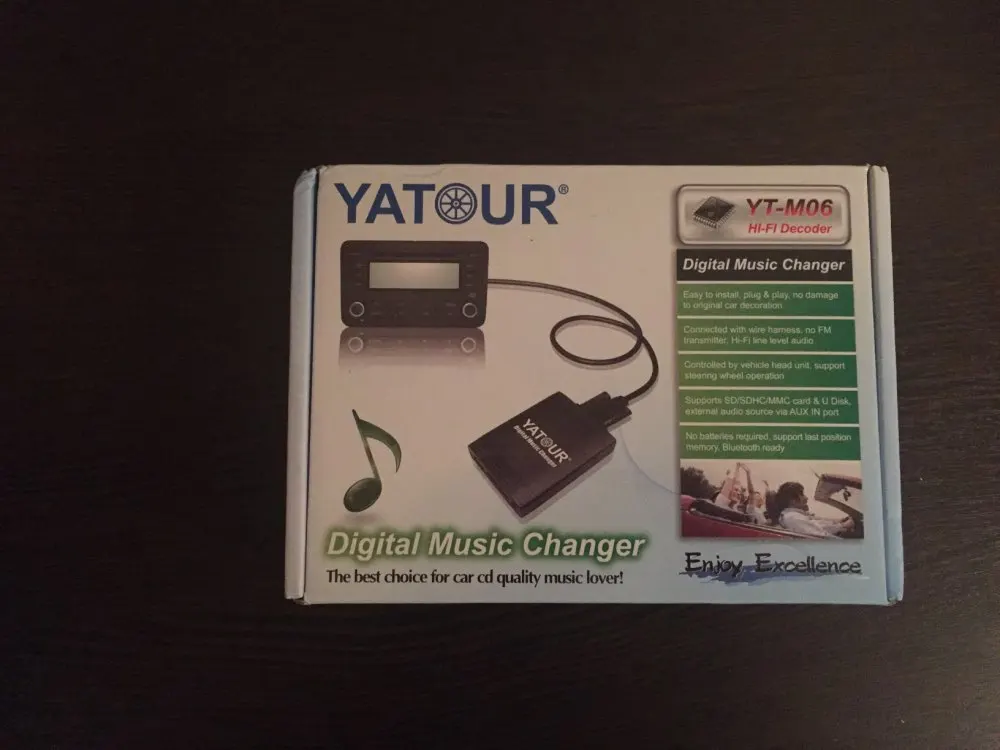 YATOUR®
YT-M06
HI-FI Decoder
Digital Music Changer
Easy to install, plug & play, no damage
to original car decoration
Connected with wire harness, no FM
transmitter, Hi-Fi line level audio
Controlled by vehicle head unit, support
steering wheel operation
Supports SD/SDHC/MMC card & U Disk,
external audio source via AUX IN port
No batteries required, support last position
memory, Bluetooth ready
YATOUR®
Digital Music Changer
Digital Music Changer
The best choice for car cd quality music lover!
Enjoy Excellence